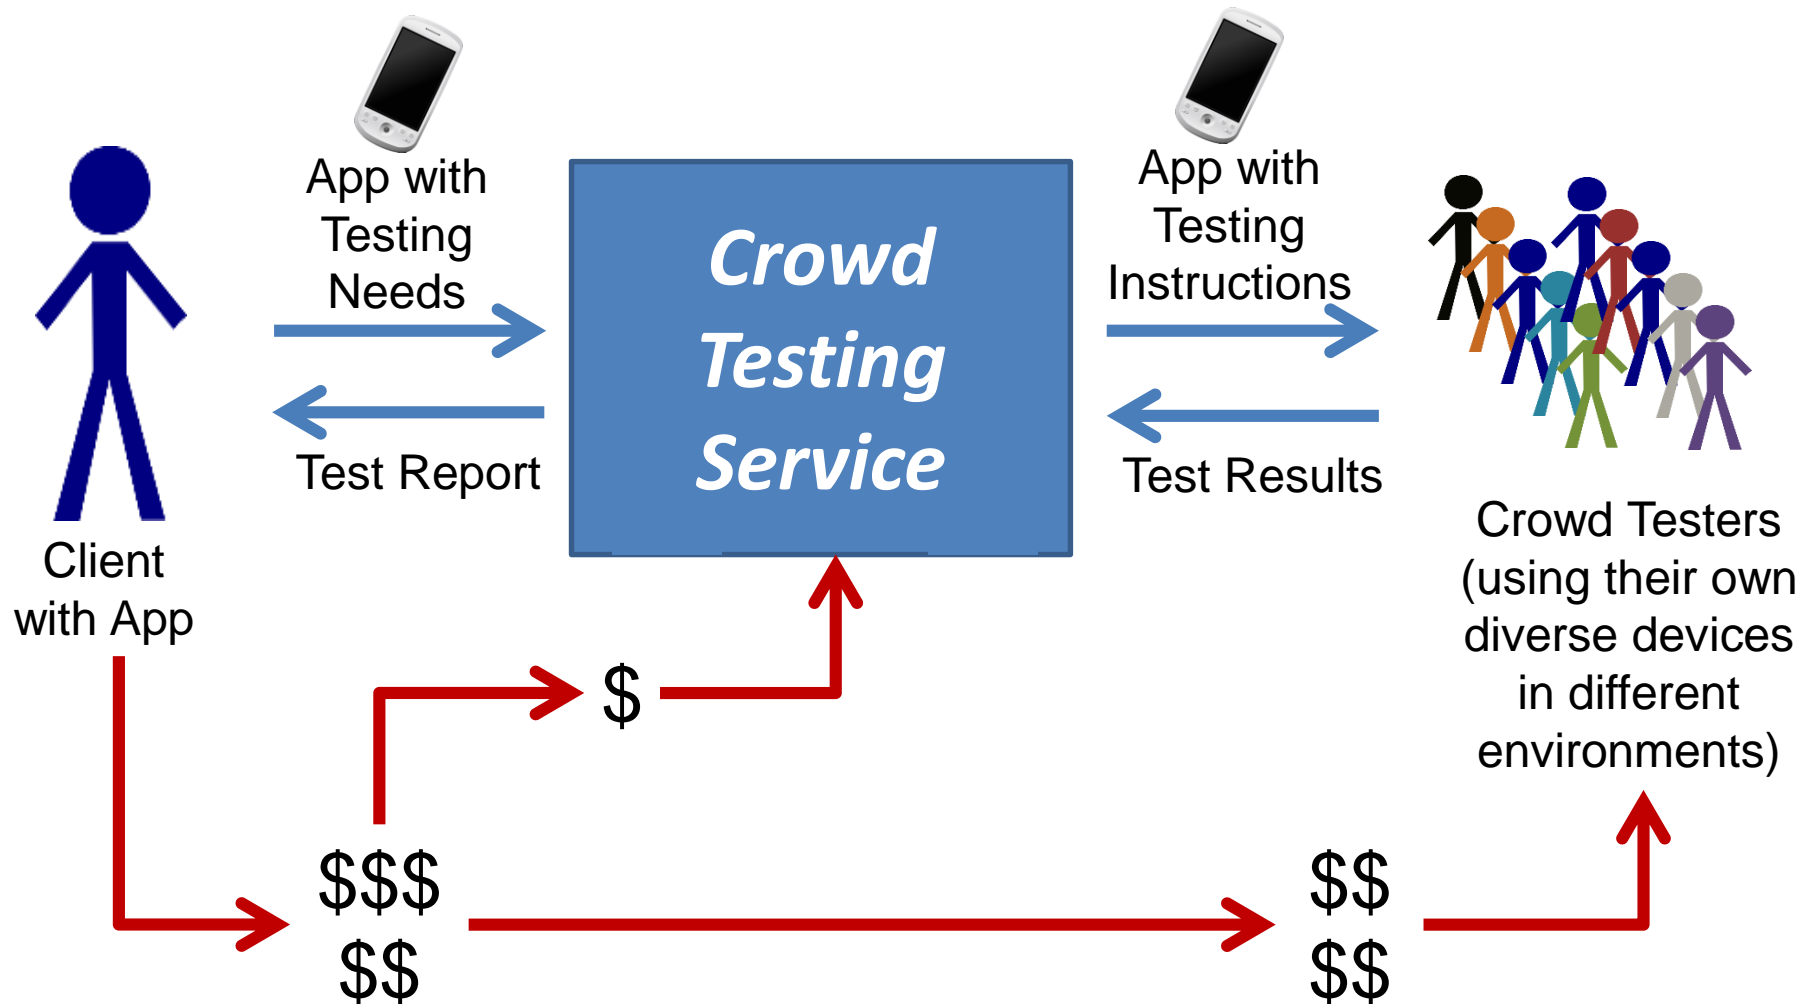 App with
Testing
Needs
Test Report
Client
with App
Crowd
Testing
Service
App with
Testing
Instructions
Test Results
Crowd Testers
(using their own
diverse devices
in different
environments)
$
$$$
$$
$$
$$